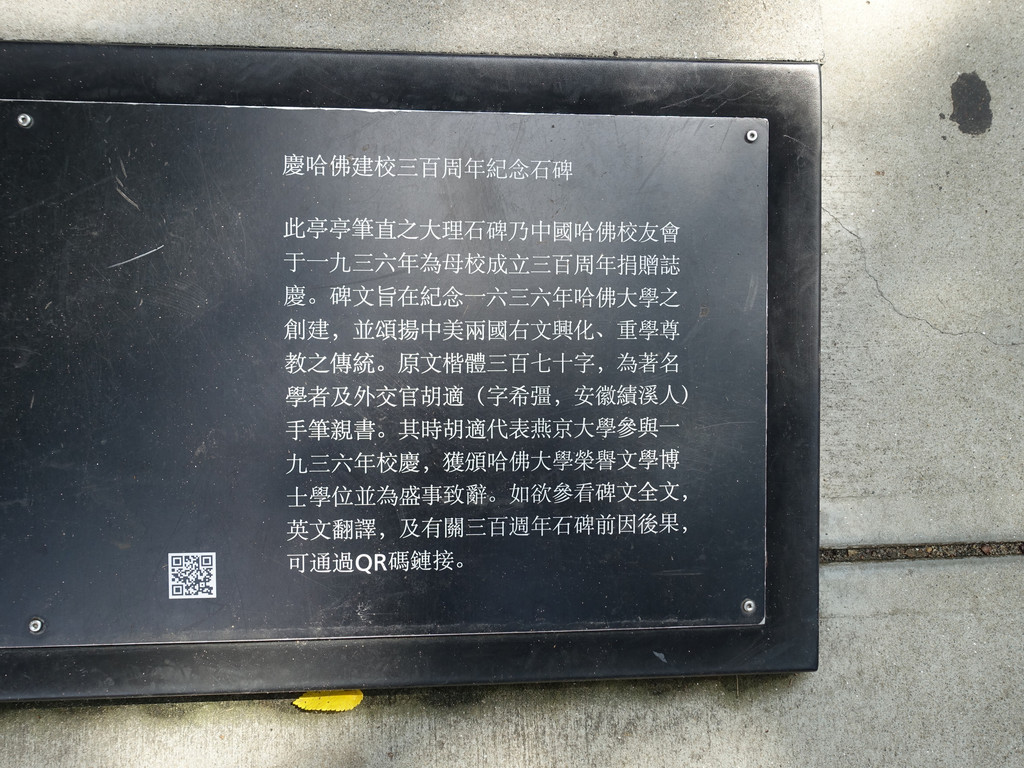 慶哈佛建校三百周年紀念石碑
此亭亭筆直之大理石碑乃中國哈佛校友會
于一九三六年為母校成立三百周年捐贈誌
慶。碑文旨在紀念一六三六年哈佛大學之
創建，並頌揚中美兩國右文興化、重學尊
教之傳統。原文楷體三百七十字，為著名
學者及外交官胡適（字希彊，安徽績溪人）
手筆親書。其時胡適代表燕京大學參與一
九三六年校慶，獲頒哈佛大學榮譽文學博
士學位並為盛事致辭。如欲參看碑文全文，
英文翻譯，及有關三百週年石碑前因後果，
可通過QR碼鏈接。